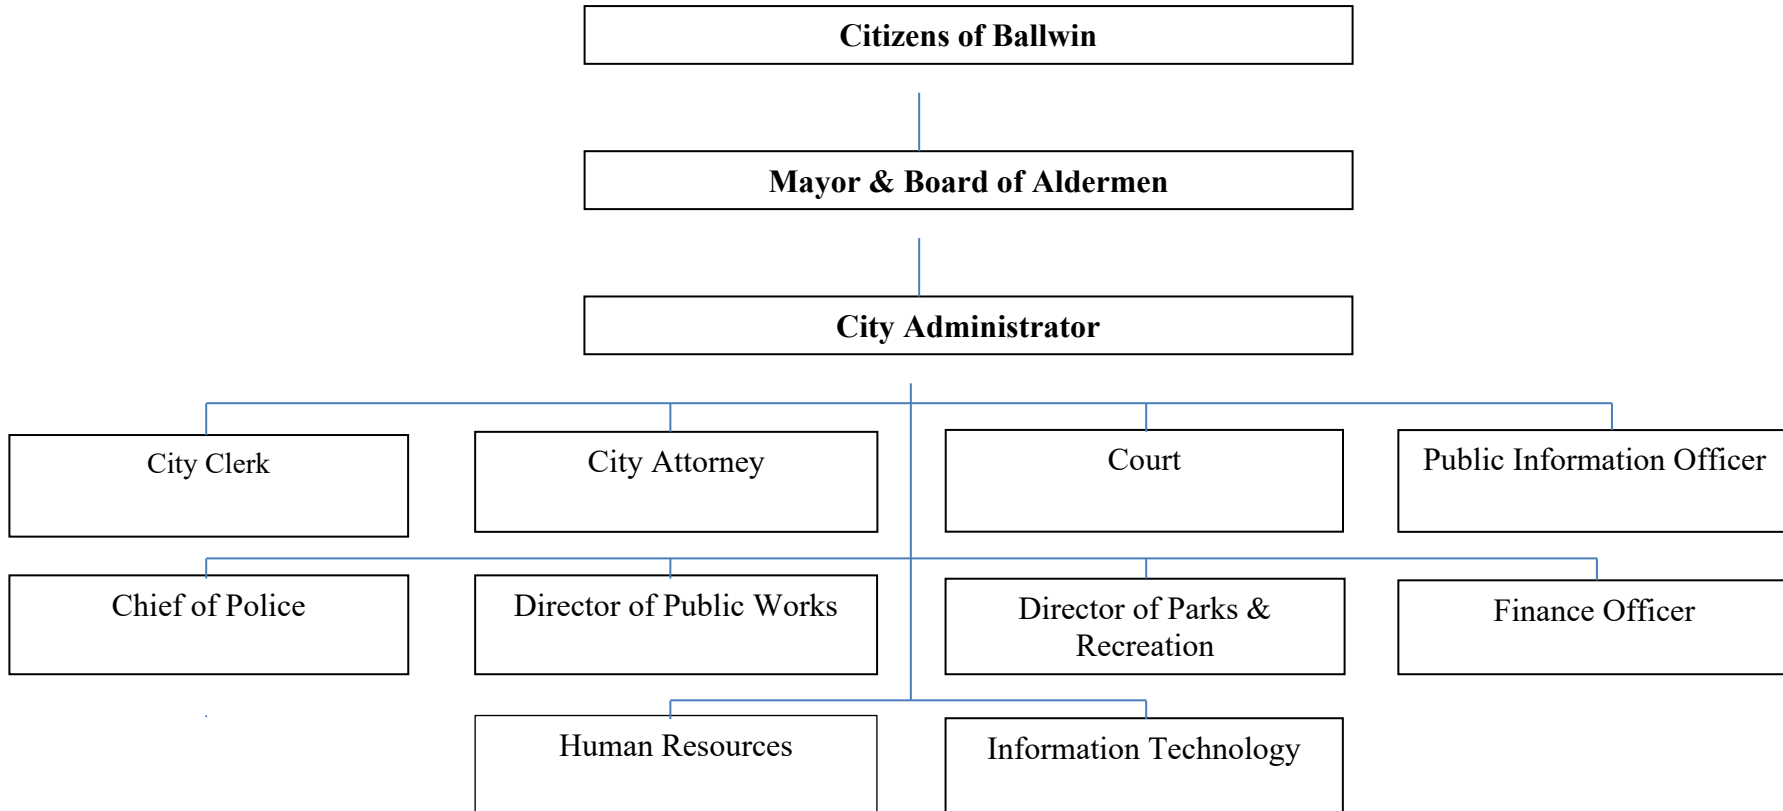 Citizens of Ballwin
Mayor & Board of Aldermen
City Administrator
City Clerk
City Attorney
Court
Public Information Officer
Chief of Police
Director of Public Works
Director of Parks &
Recreation
Finance Officer
Human Resources
Information Technology